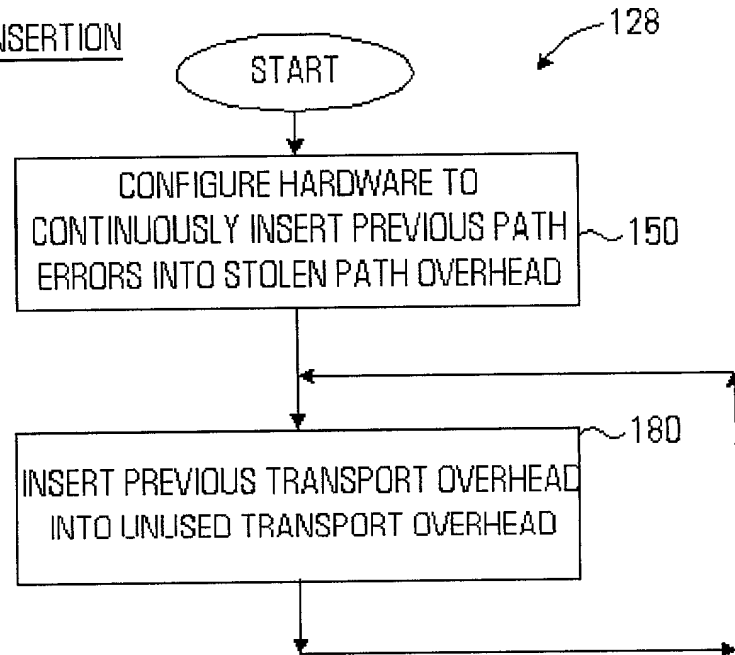 NSERTION
128
START
CONFIGURE HARDWARE TO
CONTINUOUSLY INSERT PREVIOUS PATH
ERRORS INTO STOLEN PATH OVERHEAD
150
180
INSERT PREVIOUS TRANSPORT OVERHEAD
INTO UNUSED TRANSPORT OVERHEAD